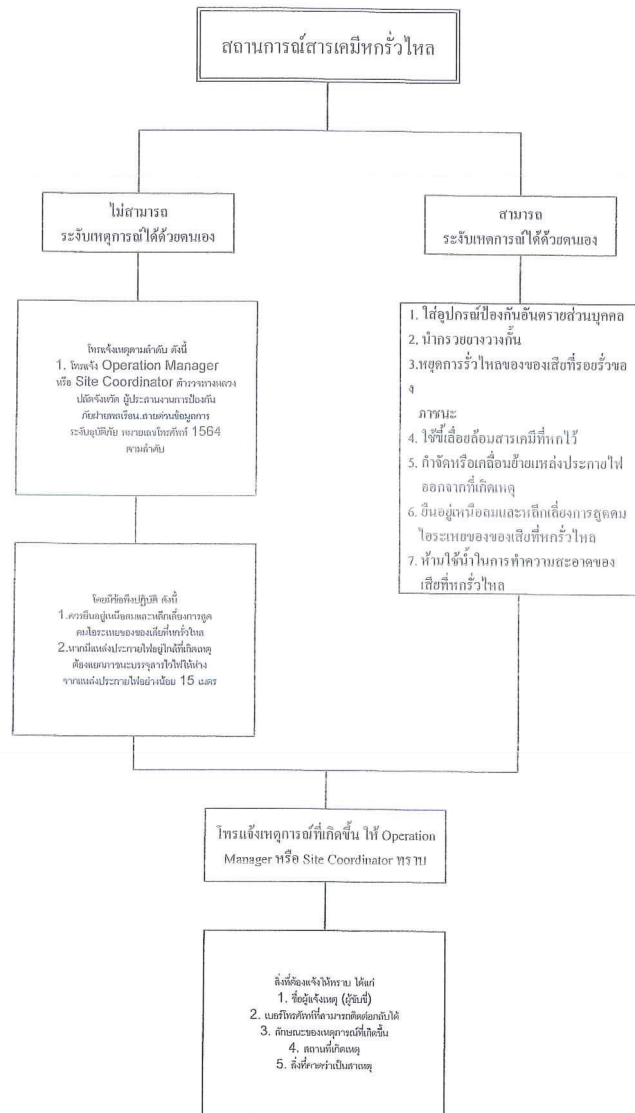 สถานการณ์สารเคมีหกรั่วไหล
ไม่สามารถ
ระงับเหตุการณ์ได้ด้วยตนเอง
สามารถ
ระงับเหตุการณ์ได้ด้วยตนเอง
โทรแจ้งเหตุตามลำดับ ดังนี้
1. โทรแจ้ง Operation Manager
หรือ Site Coordinator ตำรวจทางหลวง
ปลัดจังหวัด ผู้ประสานงานการป้องกัน
ภัยฝ่ายพลเรือน.สายด่วนข้อมูลการ
ระงับอุบัติภัย หมายเลขโทรศัพท์ 1564
ตามลำดับ
1. ใส่อุปกรณ์ป้องกันอันตรายส่วนบุคคล
2. นำกรวยยางวางกั้น
3.หยุดการรั่วไหลของของเสียที่รอยรั่วขอ
ง
ภาชนะ
4. ใช้ขี้เลื่อยล้อมสารเคมีที่หกไว้
5. กำจัดหรือเคลื่อนย้ายแหล่งประกายไฟ
ออกจากที่เกิดเหตุ
6. ยืนอยู่เหนือลมและหลีกเลี่ยงการสูดดม
ไอระเหยของของเสียที่หกรั่วไหล
7. ห้ามใช้น้ำในการทำความสะอาดของ
เสียที่หกรั่วไหล
โดยมีข้อพึงปฏิบัติ ดังนี้
1.ควรยืนอยู่เหนือลมและหลีกเลี่ยงการสูด
ดมไอระเหยของของเสียที่หกรั่วไหล
2.หากมีแหล่งประกายไฟอยู่ใกล้ที่เกิดเหตุ
ต้องแยกภาชนะบรรจุสารไวไฟให้ห่าง
จากแหล่งประกายไฟอย่างน้อย 15 เมตร
โทรแจ้งเหตุการณ์ที่เกิดขึ้น ให้ Operation
Manager หรือ Site Coordinator ทราบ
สิ่งที่ต้องแจ้งให้ทราบ ได้แก่
1. ชื่อผู้แจ้งเหตุ (ผู้ขับขี่)
2. เบอร์โทรศัพท์ที่สามารถติดต่อกลับได้
3. ลักษณะของเหตุการณ์ที่เกิดขึ้น
4. สถานที่เกิดเหตุ
5. สิ่งที่คาดว่าเป็นสาเหตุ